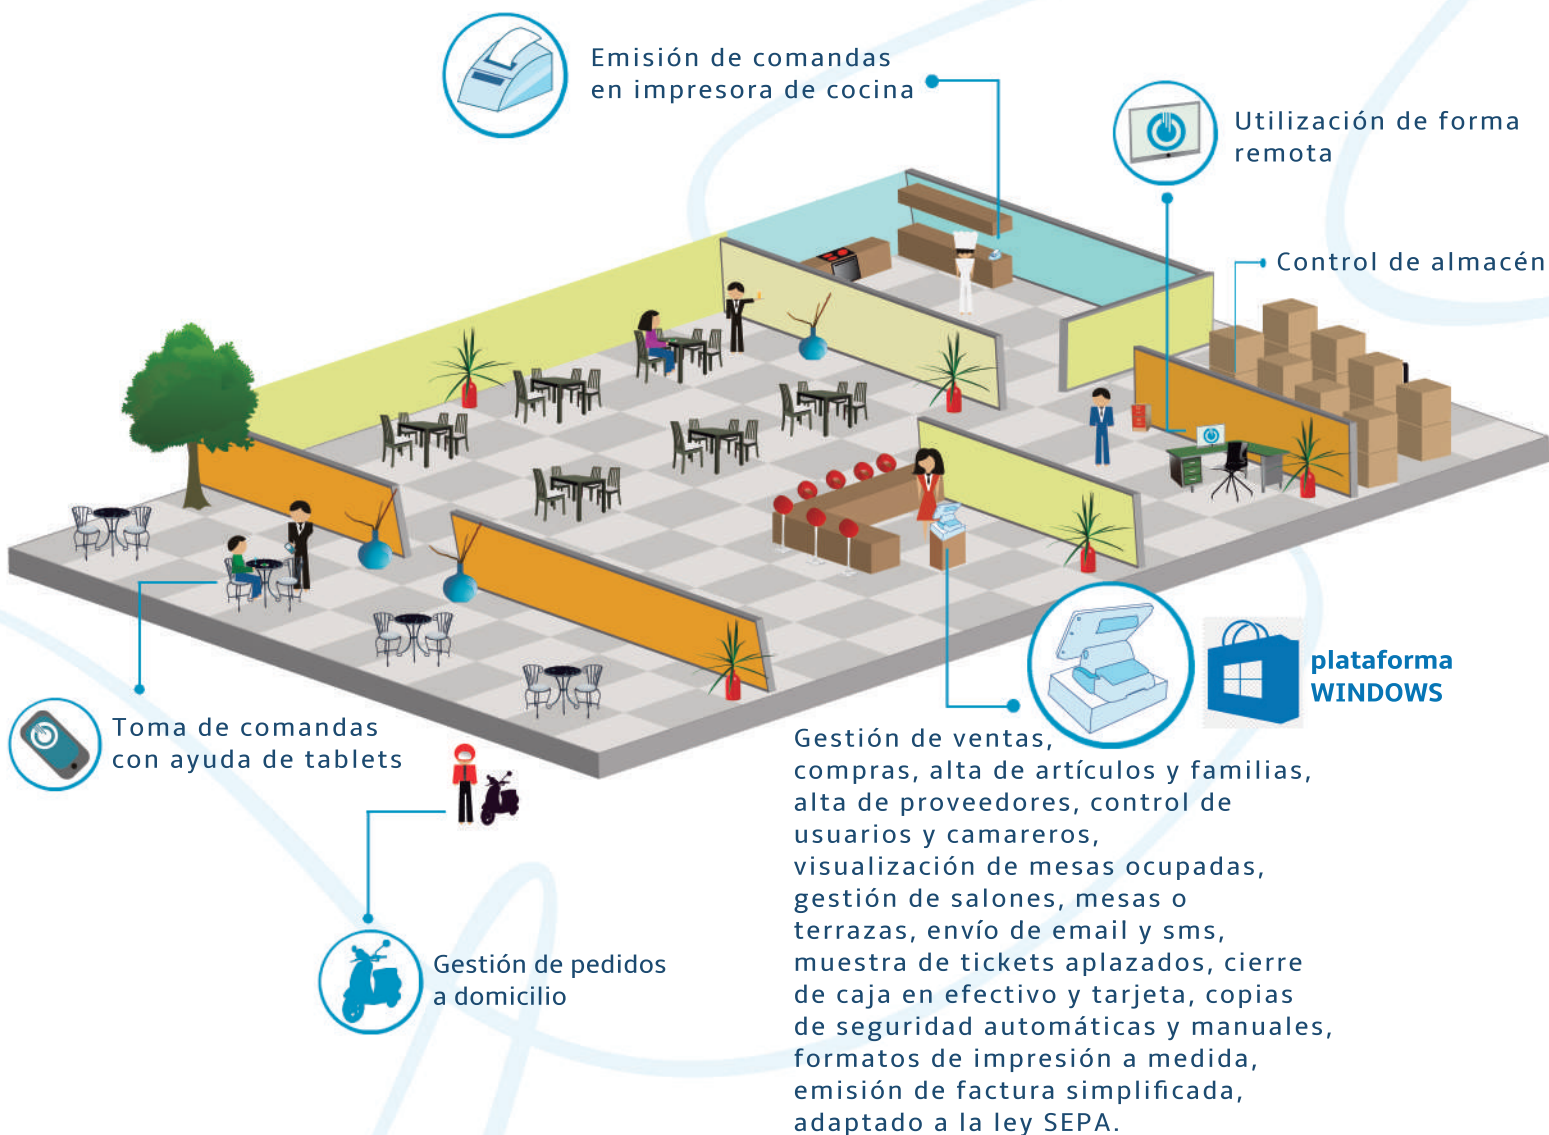 Emisión de comandas
en impresora de cocina
Utilización de forma
remota
Control de almacén
plataforma
WINDOWS
Toma de comandas
con ayuda de tablets
Gestión de ventas,
compras, alta de artículos y familias,
alta de proveedores, control de
usuarios y camareros,
visualización de mesas ocupadas,
gestión de salones, mesas o
terrazas, envío de email y sms,
muestra de tickets aplazados, cierre
de caja en efectivo y tarjeta, copias
de seguridad automáticas y manuales,
formatos de impresión a medida,
emisión de factura simplificada,
adaptado a la ley SEPA.
Gestión de pedidos
a domicilio